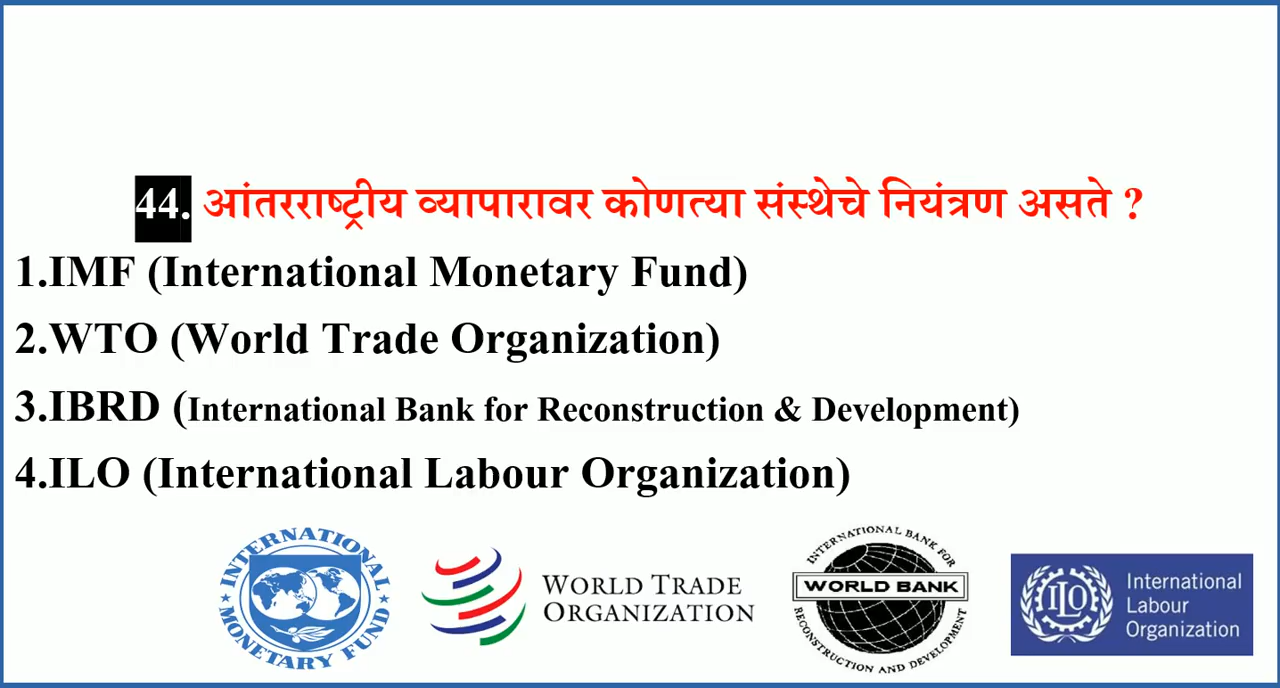 44. आंतरराष्ट्रीय व्यापारावर कोणत्या संस्थेचे नियंत्रण असते ?
1.IMF (International Monetary Fund)
2.WTO (World Trade Organization)
3.IBRD (International Bank for Reconstruction & Development)
4.ILO (International Labour Organization)
INTERNATIONAL MONETARY FUND
WORLD TRADE
ORGANIZATION
INTERNATIONAL BANK FOR
WORLD BANK
RECONSTRUCTION AND DEVELOPMENT
ILO
International
Labour
Organization